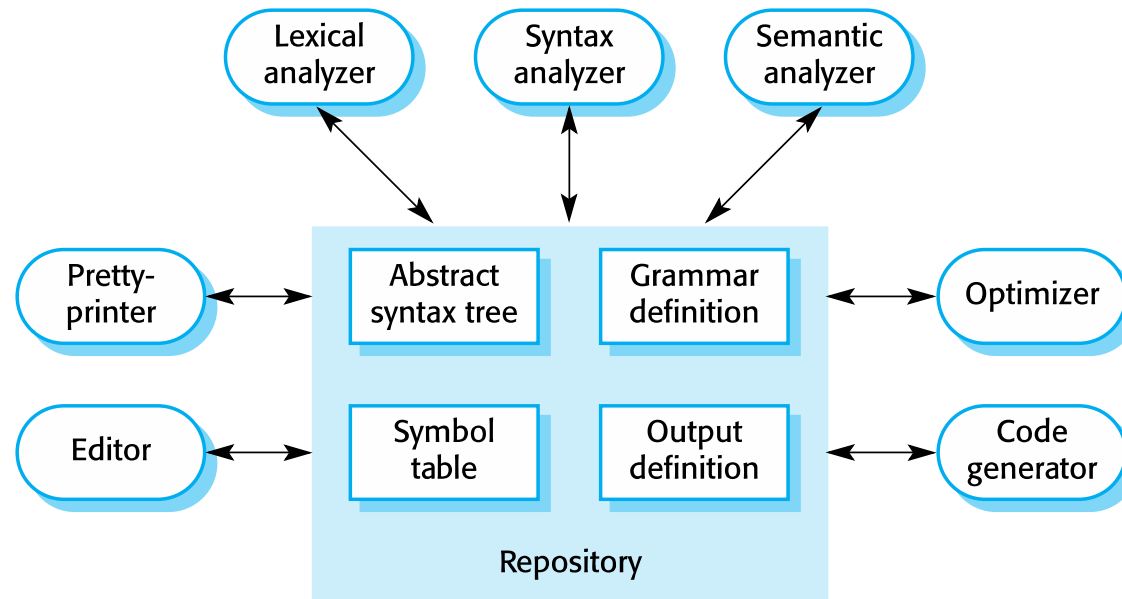 Lexical
analyzer
Syntax
analyzer
Semantic
analyzer
Pretty-
printer
Abstract
syntax tree
Grammar
definition
Optimizer
Editor
Symbol
table
Output
definition
Code
generator
Repository